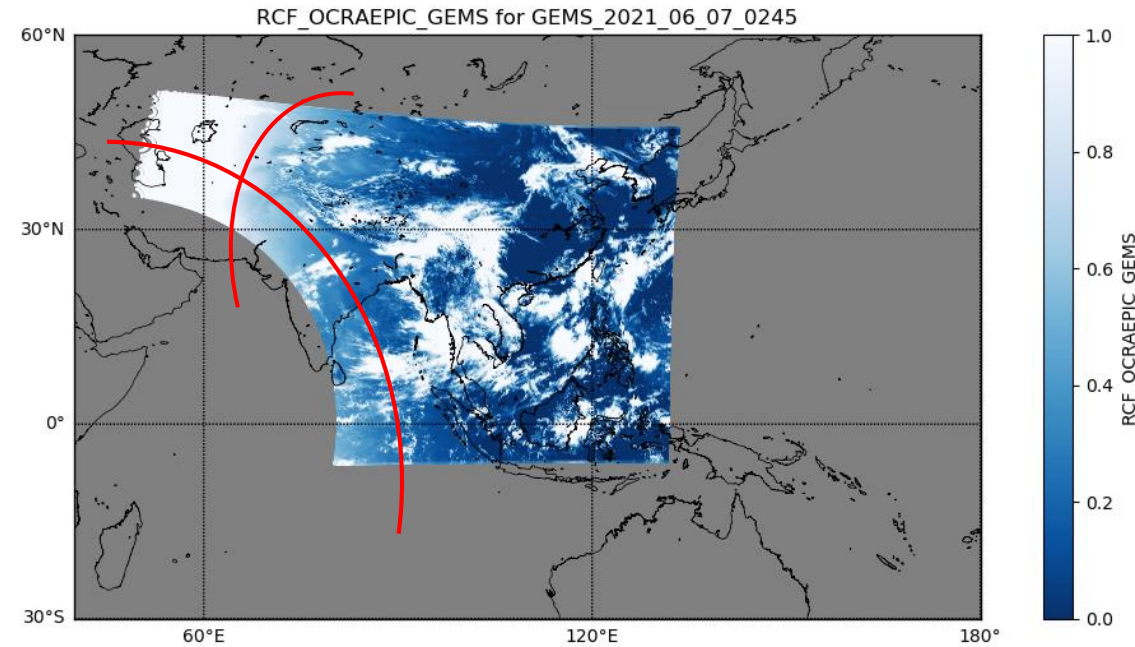 RCF_OCRAEPIC_GEMS for GEMS_2021_06_07_0245
60°N
30°N
0°
30°S
60°E
120°E
180°
1.0
0.8
0.6
0.4
0.2
0.0
RCF_OCRAEPIC_GEMS